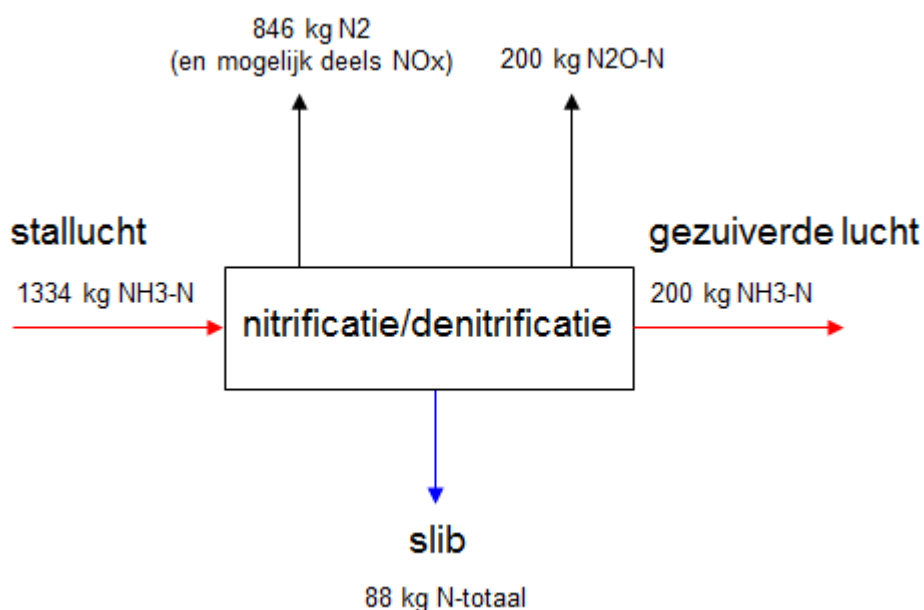 846 kg N2
(en mogelijk deels NOx)
200 kg N2O-N
stallucht
gezuiverde lucht
1334 kg NH3-N
200 kg NH3-N
nitrificatie/denitrificatie
slib
88 kg N-totaal